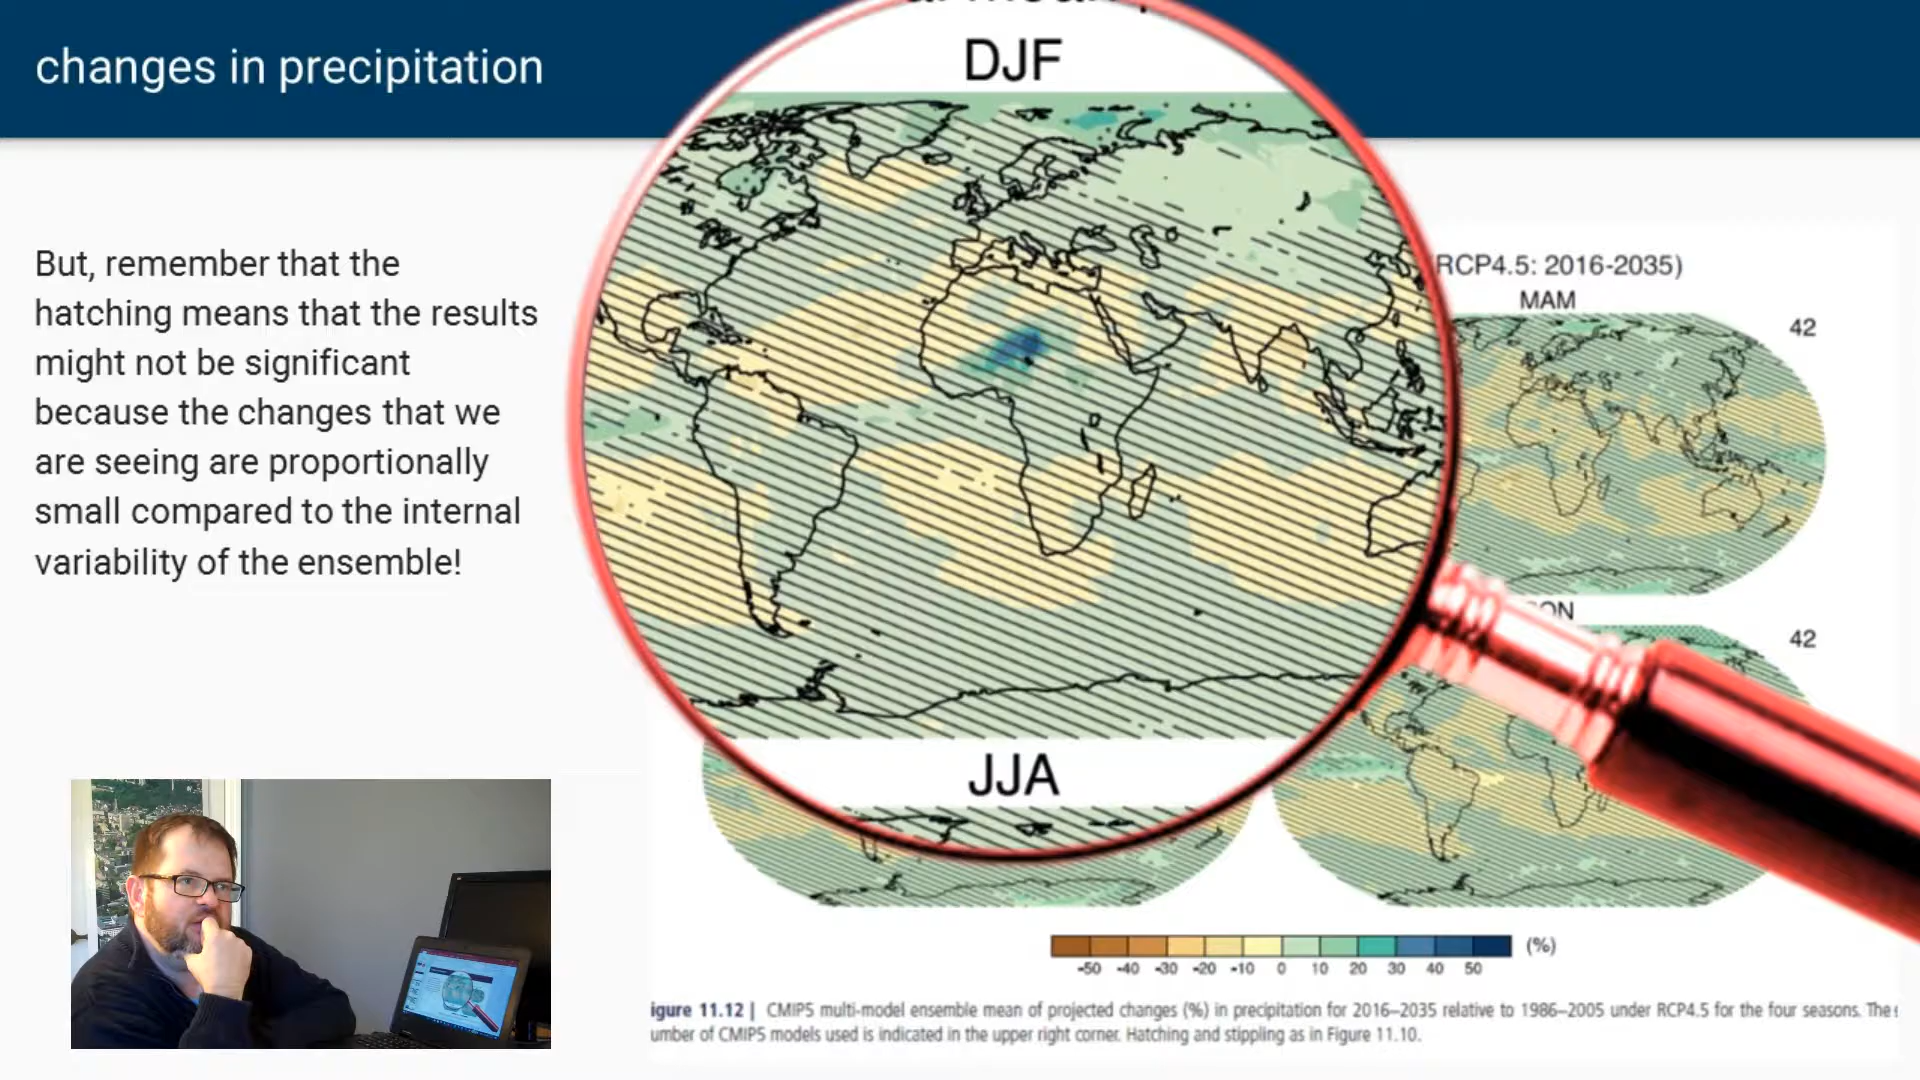 changes in precipitation
But, remember that the
hatching means that the results
might not be significant
because the changes that we
are seeing are proportionally
small compared to the internal
variability of the ensemble!
DJF
RCP4.5: 2016-2035)
MAM
42
ON
42
JJA
-50 -40 -30 -20 -10 0 10 20 30 40 50 (%)
igure 11.12 | CMIP5 multi-model ensemble mean of projected changes (%) in precipitation for 2016–2035 relative to 1986–2005 under RCP4.5 for the four seasons. The
umber of CMIP5 models used is indicated in the upper right corner. Hatching and stippling as in Figure 11.10.